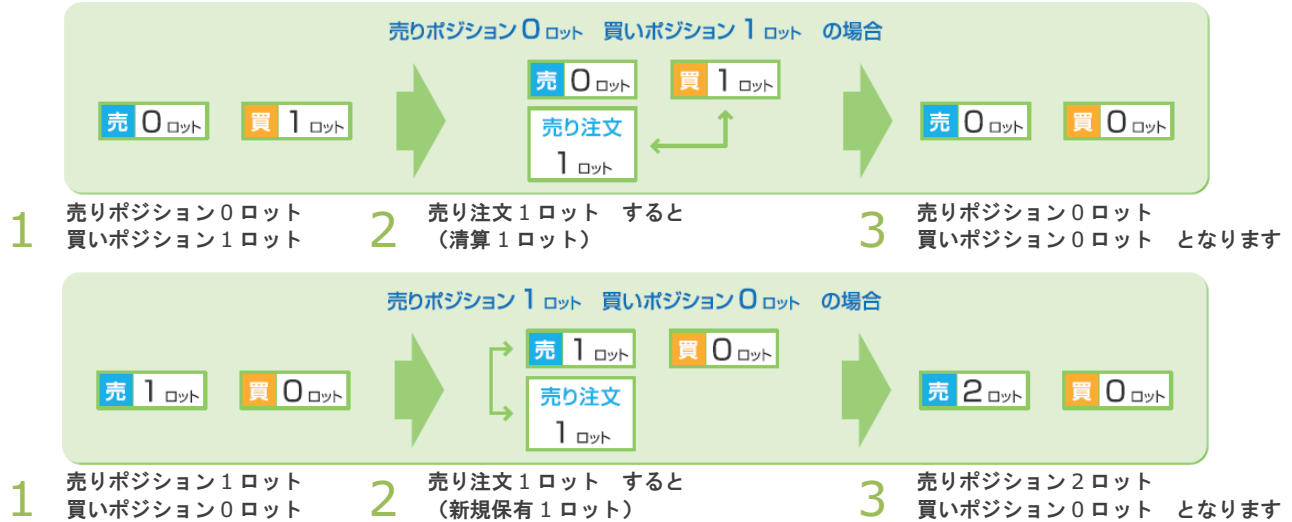 売りポジション0ロット　買いポジション1ロット　の場合
売 0ロット　買 1ロット
売 0ロット　買 1ロット
売り注文
1ロット
売 0ロット　買 0ロット
1 売りポジション0ロット
買いポジション1ロット
2 売り注文1ロット　すると
（清算1ロット）
3 売りポジション0ロット
買いポジション0ロット　となります
売りポジション1ロット　買いポジション0ロット　の場合
売 1ロット　買 0ロット
売 1ロット　買 0ロット
売り注文
1ロット
売 2ロット　買 0ロット
1 売りポジション1ロット
買いポジション0ロット
2 売り注文1ロット　すると
（新規保有1ロット）
3 売りポジション2ロット
買いポジション0ロット　となります